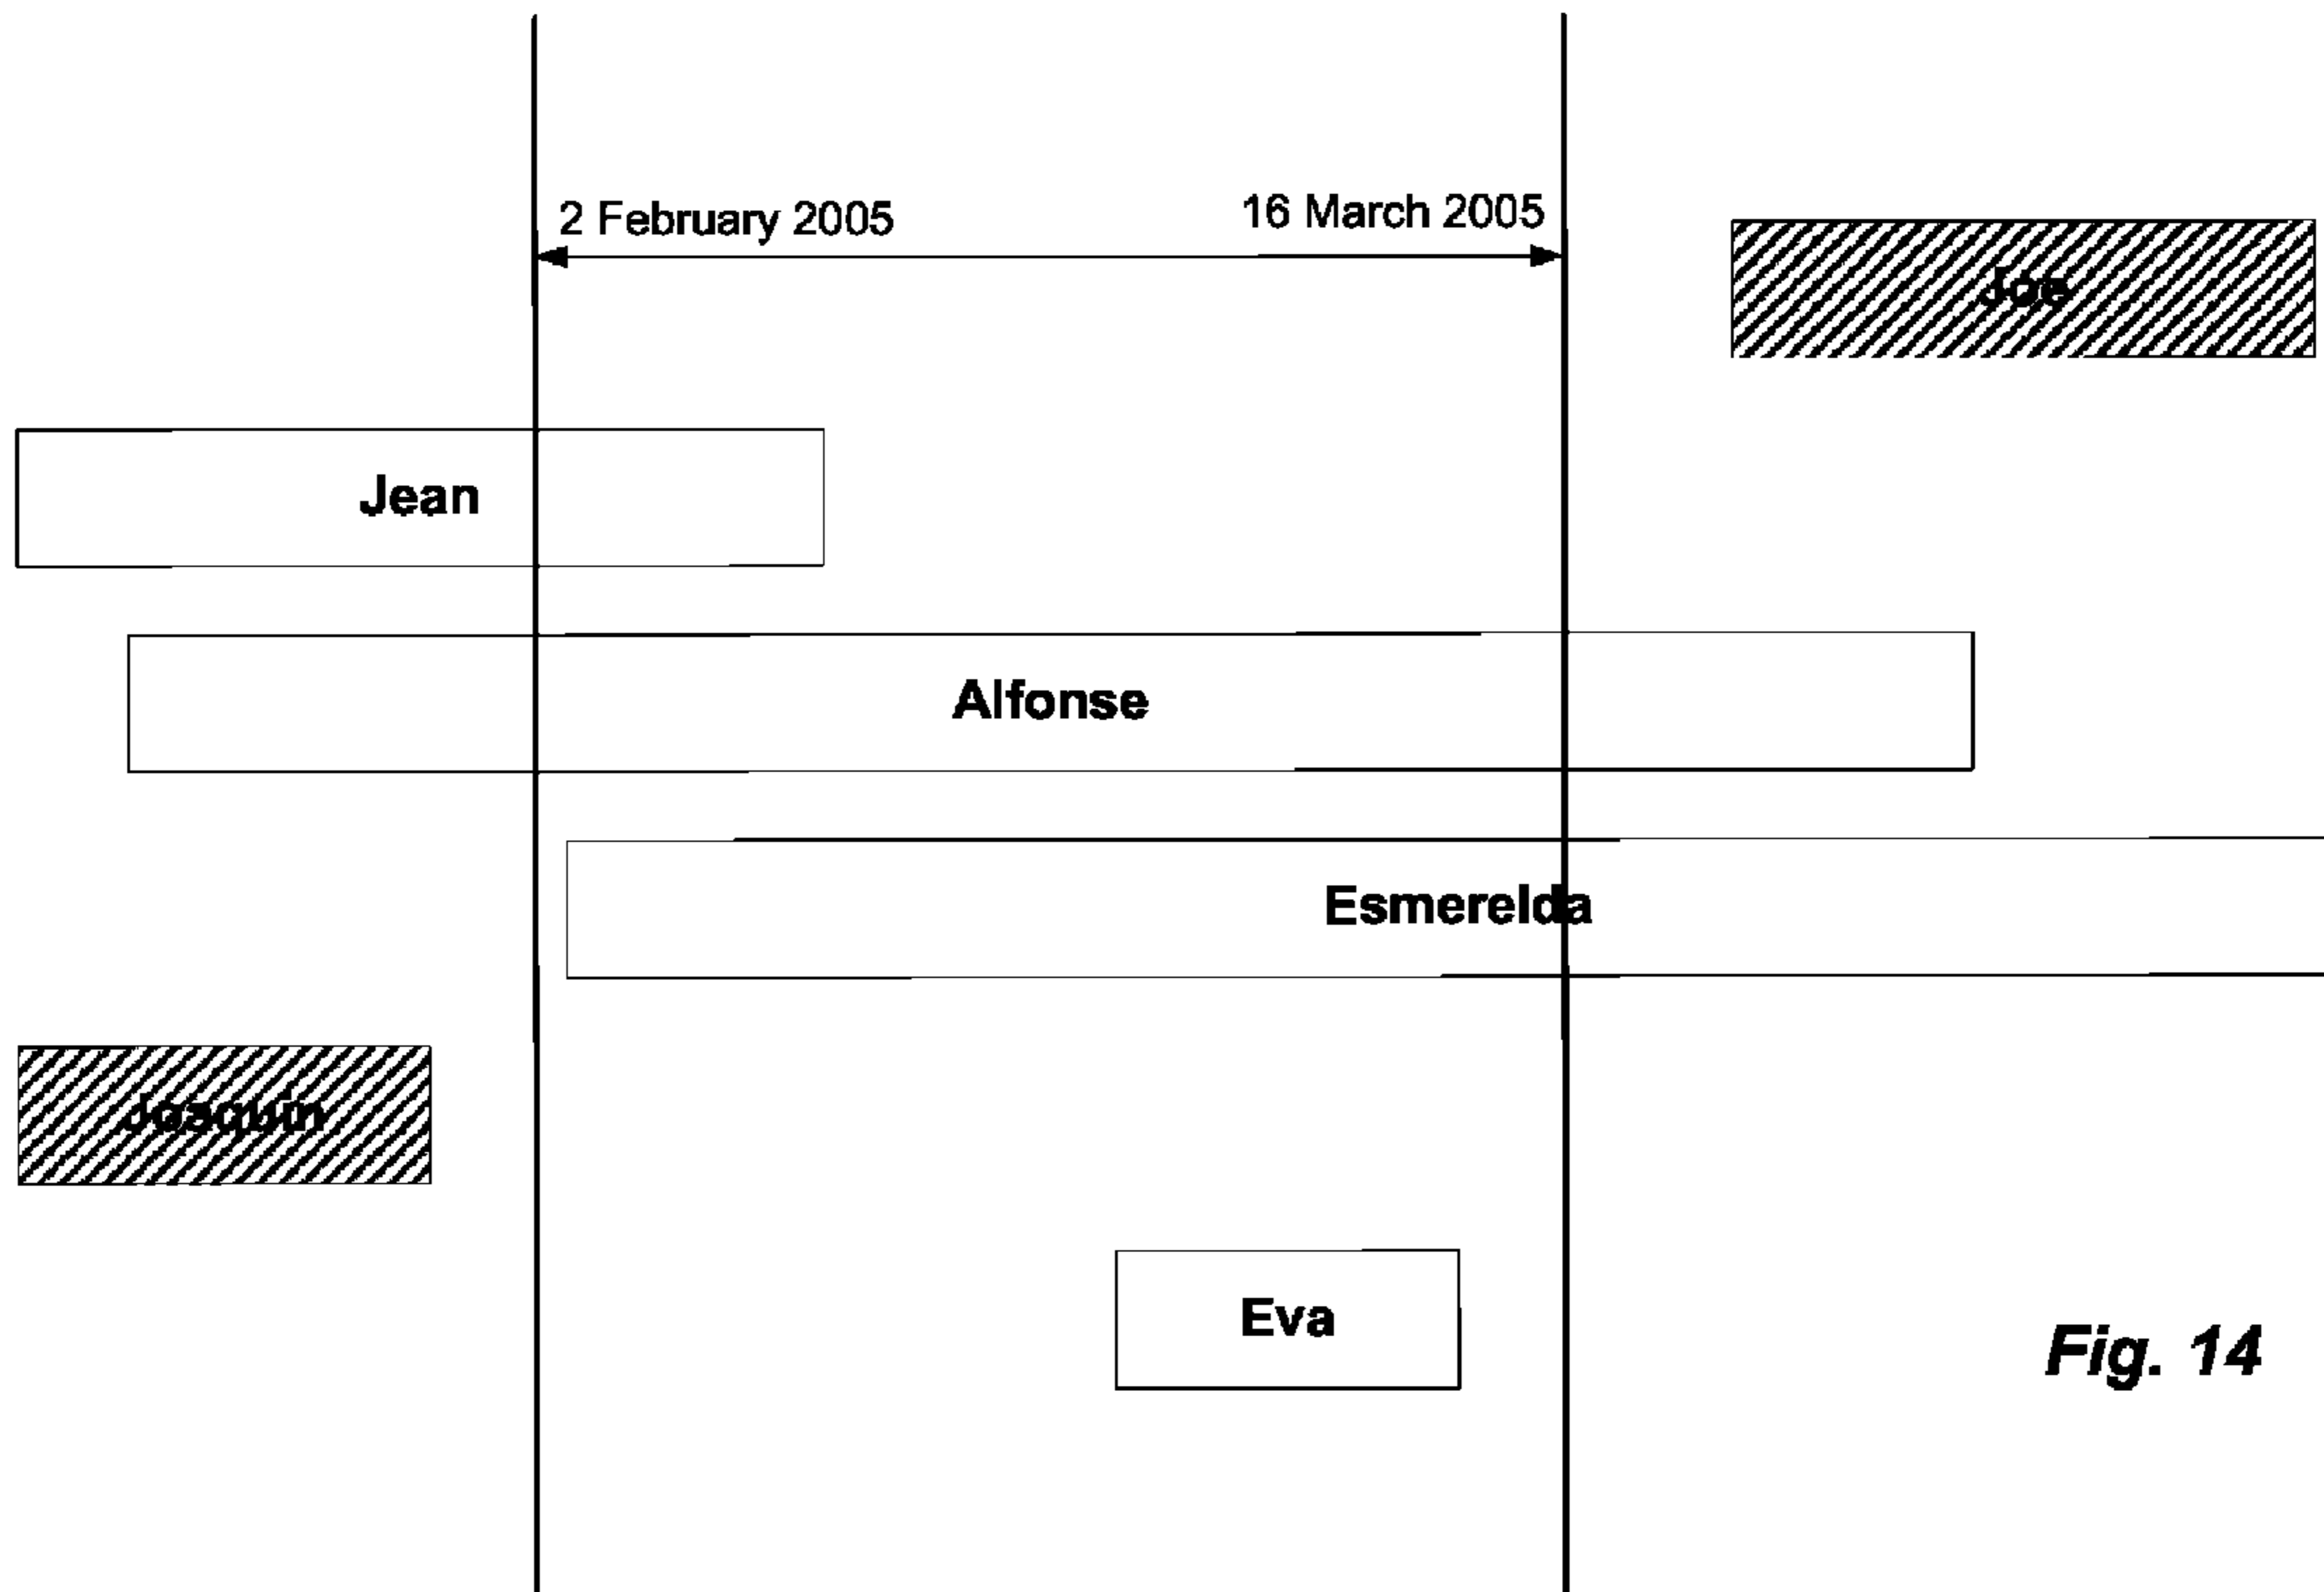 2 February 2005
16 March 2005
Joe
Jean
Alfonse
Esmerelda
Joaquin
Eva
Fig. 14